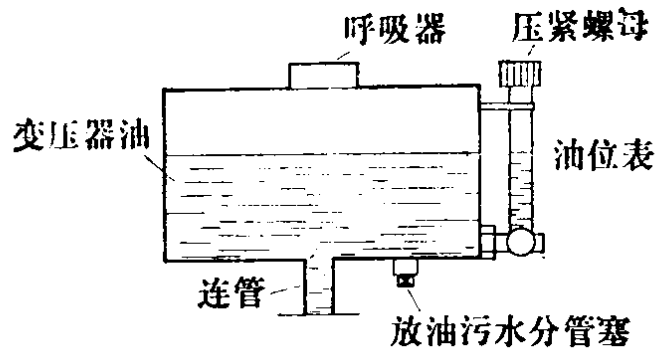 呼吸器
压紧螺母
变压器油
油位表
连管
放油污水分管塞